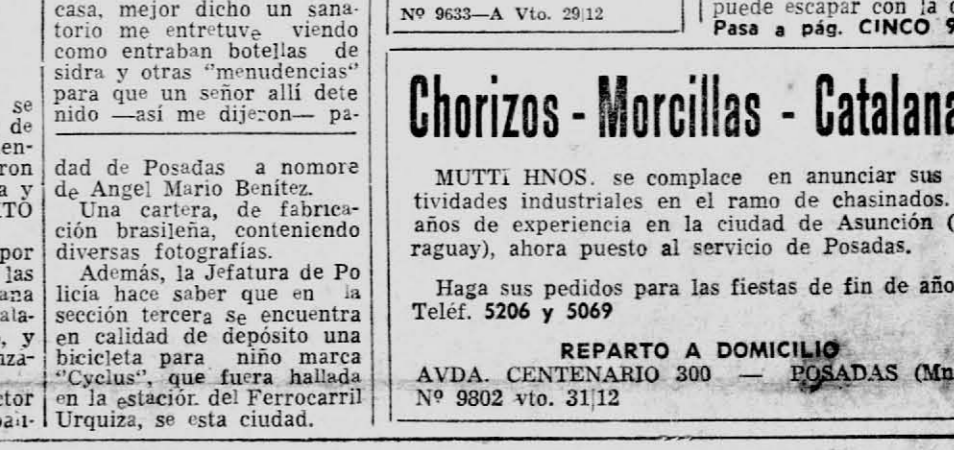 se
de
en-
ron
a y
TO
por
las
ana
ala-
, y
nza-
ctor
casa, mejor dicho un sana-
torio me entretuve viendo
como entraban botellas de
sidra y otras "menudencias"
para que un señor allí dete
nido —así me dijeron— pa-
dad de Posadas a nomore
de Angel Mario Benítez.
Una cartera, de fabrica-
ción brasileña, conteniendo
diversas fotografías.
Además, la Jefatura de Po
licía hace saber que en la
sección tercera se encuentra
en calidad de depósito una
bicicleta para niño marca
"Cyclus", que fuera hallada
en la estación del Ferrocarril
Urquiza, se esta ciudad.
Nº 9633—A Vto. 29|12
puede escapar con la
Pasa a pág. CINCO
Chorizos - Morcillas - Catalana
MUTTI HNOS. se complace en anunciar sus
tividades industriales en el ramo de chasinados.
años de experiencia en la ciudad de Asunción (
raguay), ahora puesto al servicio de Posadas.
Haga sus pedidos para las fiestas de fin de año
Teléf. 5206 y 5069
REPARTO A DOMICILIO
AVDA. CENTENARIO 300 — POSADAS (Mn
Nº 9802 vto. 31|12